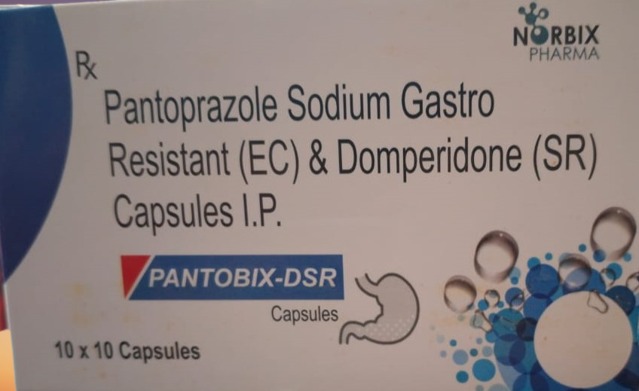 NORBIX
PHARMA
Rx
Pantoprazole Sodium Gastro
Resistant (EC) & Domperidone (SR)
Capsules I.P.
PANTOBIX-DSR
Capsules
10 x 10 Capsules